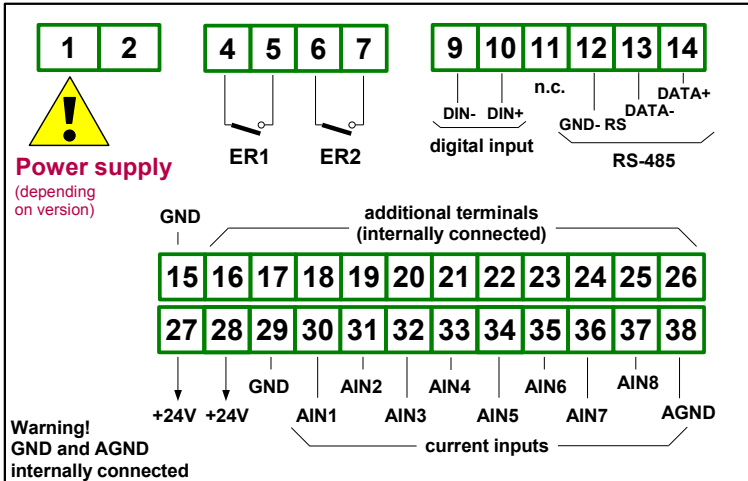 1 2 4 5 6 7 9 10 11 12 13 14
n.c.
DIN- DIN+
GND- RS
DATA-
DATA+
digital input
RS-485
ER1 ER2
!
Power supply
(depending
on version)
GND
additional terminals
(internally connected)
15 16 17 18 19 20 21 22 23 24 25 26
27 28 29 30 31 32 33 34 35 36 37 38
GND AIN2 AIN4 AIN6 AIN8
+24V +24V AIN1 AIN3 AIN5 AIN7 AGND
current inputs
Warning!
GND and AGND
internally connected